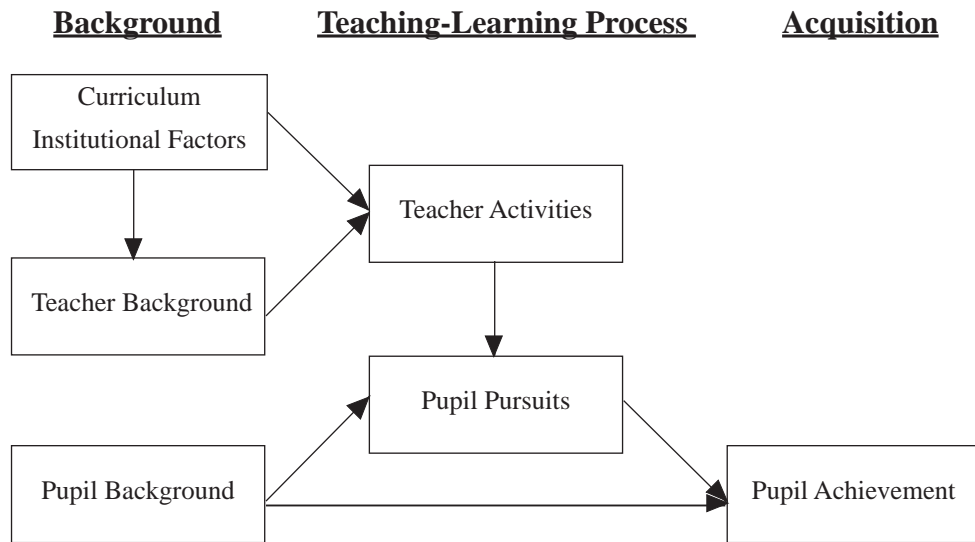 Background
Teaching-Learning Process
Acquisition
Curriculum
Institutional Factors
Teacher Activities
Teacher Background
Pupil Pursuits
Pupil Background
Pupil Achievement